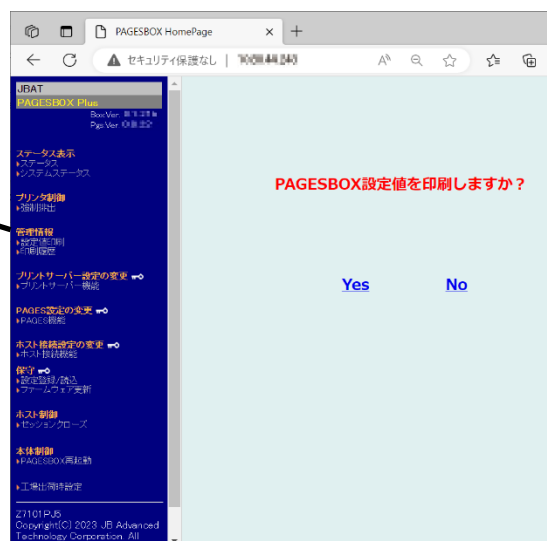 PAGESBOX HomePage
セキュリティ保護なし
JBAT
PAGESBOX Plus
BoxVer.
PgsVer.
ステータス表示
ステータス
システムステータス
プリンタ制御
強制排出
管理情報
設定値印刷
印刷履歴
プリントサーバー設定の変更
プリントサーバー機能
PAGES設定の変更
PAGES機能
ホスト接続設定の変更
ホスト接続機能
保守
設定登録/読込
ファームウェア更新
ホスト制御
セッションクローズ
本体制御
PAGESBOX再起動
工場出荷時設定
Z7101PJ5
Copyright(C) 2023 JB Advanced
Technology Corporation. All
PAGESBOX設定値を印刷しますか？
Yes No